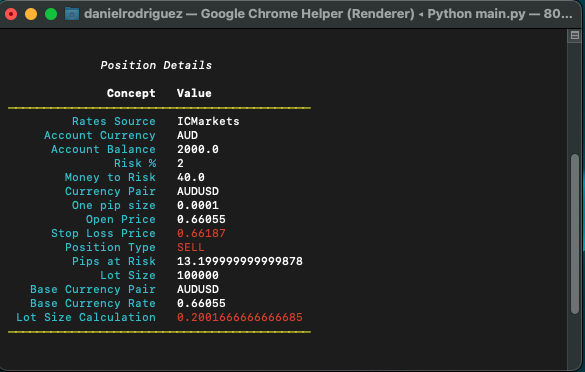 danielrodriguez — Google Chrome Helper (Renderer) ◂ Python main.py — 80...
Position Details
Concept Value
Rates Source ICMarkets
Account Currency AUD
Account Balance 2000.0
Risk % 2
Money to Risk 40.0
Currency Pair AUDUSD
One pip size 0.0001
Open Price 0.66055
Stop Loss Price 0.66187
Position Type SELL
Pips at Risk 13.199999999999878
Lot Size 100000
Base Currency Pair AUDUSD
Base Currency Rate 0.66055
Lot Size Calculation 0.2001666666666685